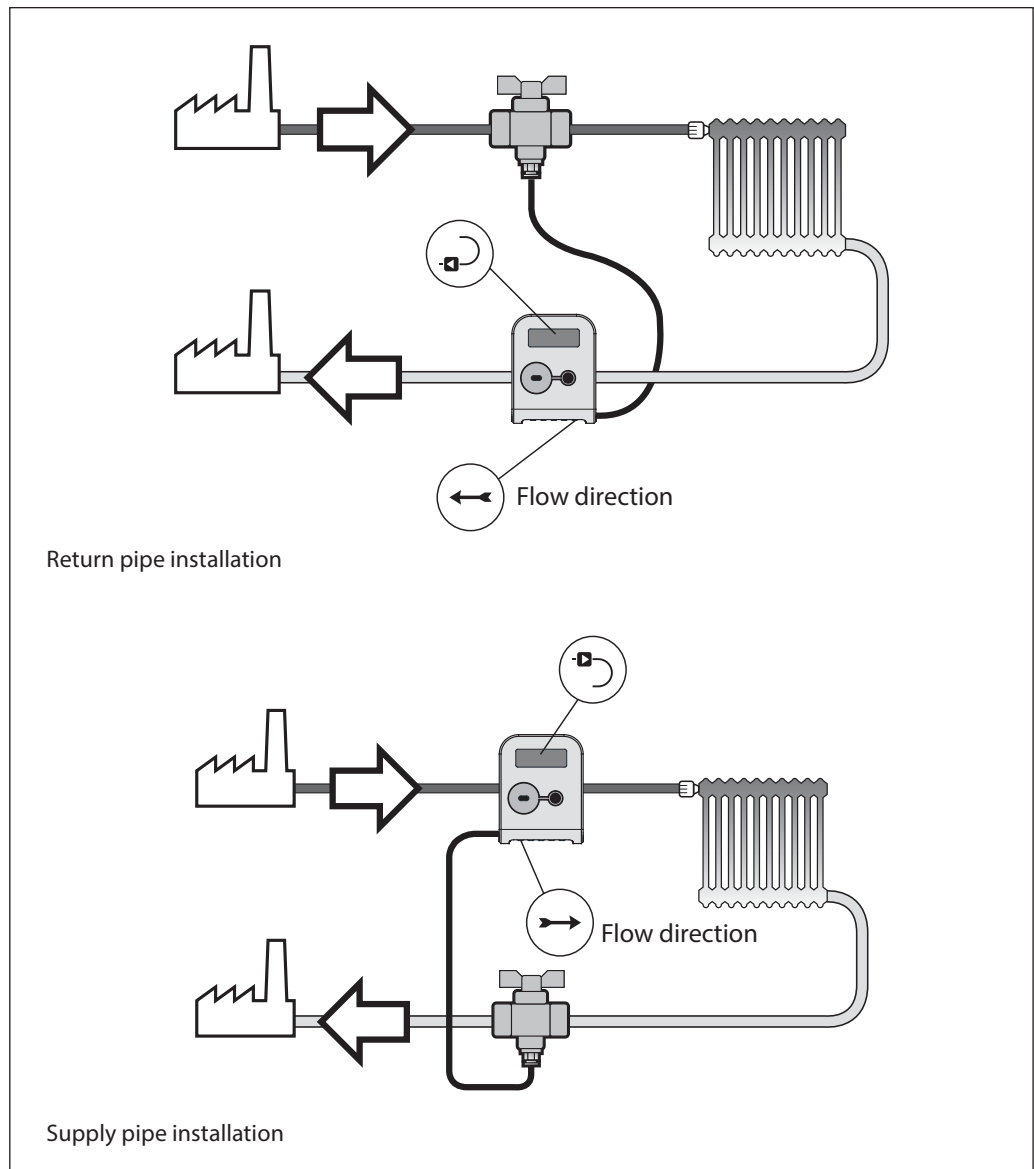 Flow direction
Return pipe installation
Flow direction
Supply pipe installation